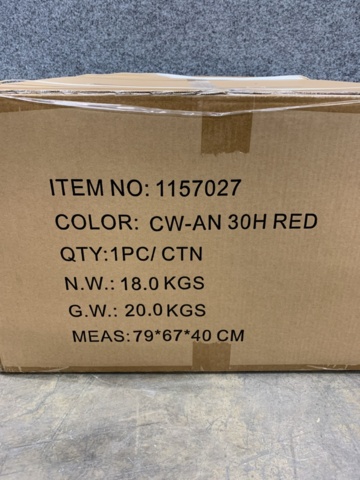 ITEM NO: 1157027
COLOR: CW-AN 30H RED
QTY:1PC/ CTN
N.W.: 18.0 KGS
G.W.: 20.0 KGS
MEAS: 79*67*40 CM